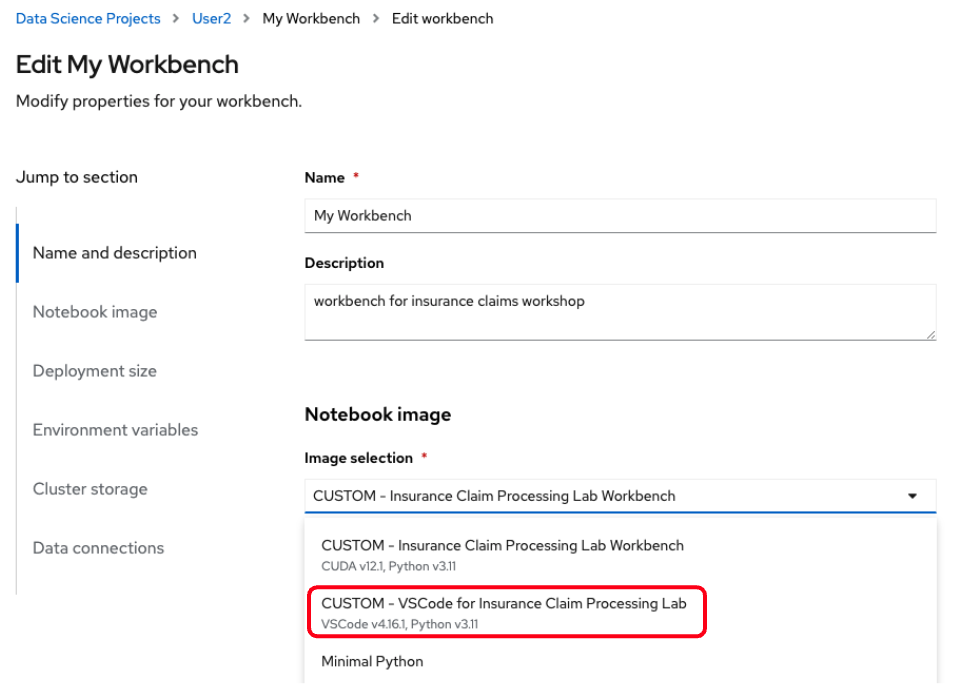 Data Science Projects > User2 > My Workbench > Edit workbench
Edit My Workbench
Modify properties for your workbench.
Jump to section
Name and description
Notebook image
Deployment size
Environment variables
Cluster storage
Data connections
Name *
My Workbench
Description
workbench for insurance claims workshop
Notebook image
Image selection *
CUSTOM - Insurance Claim Processing Lab Workbench
CUSTOM - Insurance Claim Processing Lab Workbench
CUDA v12.1, Python v3.11
CUSTOM - VSCode for Insurance Claim Processing Lab
VSCode v4.16.1, Python v3.11
Minimal Python